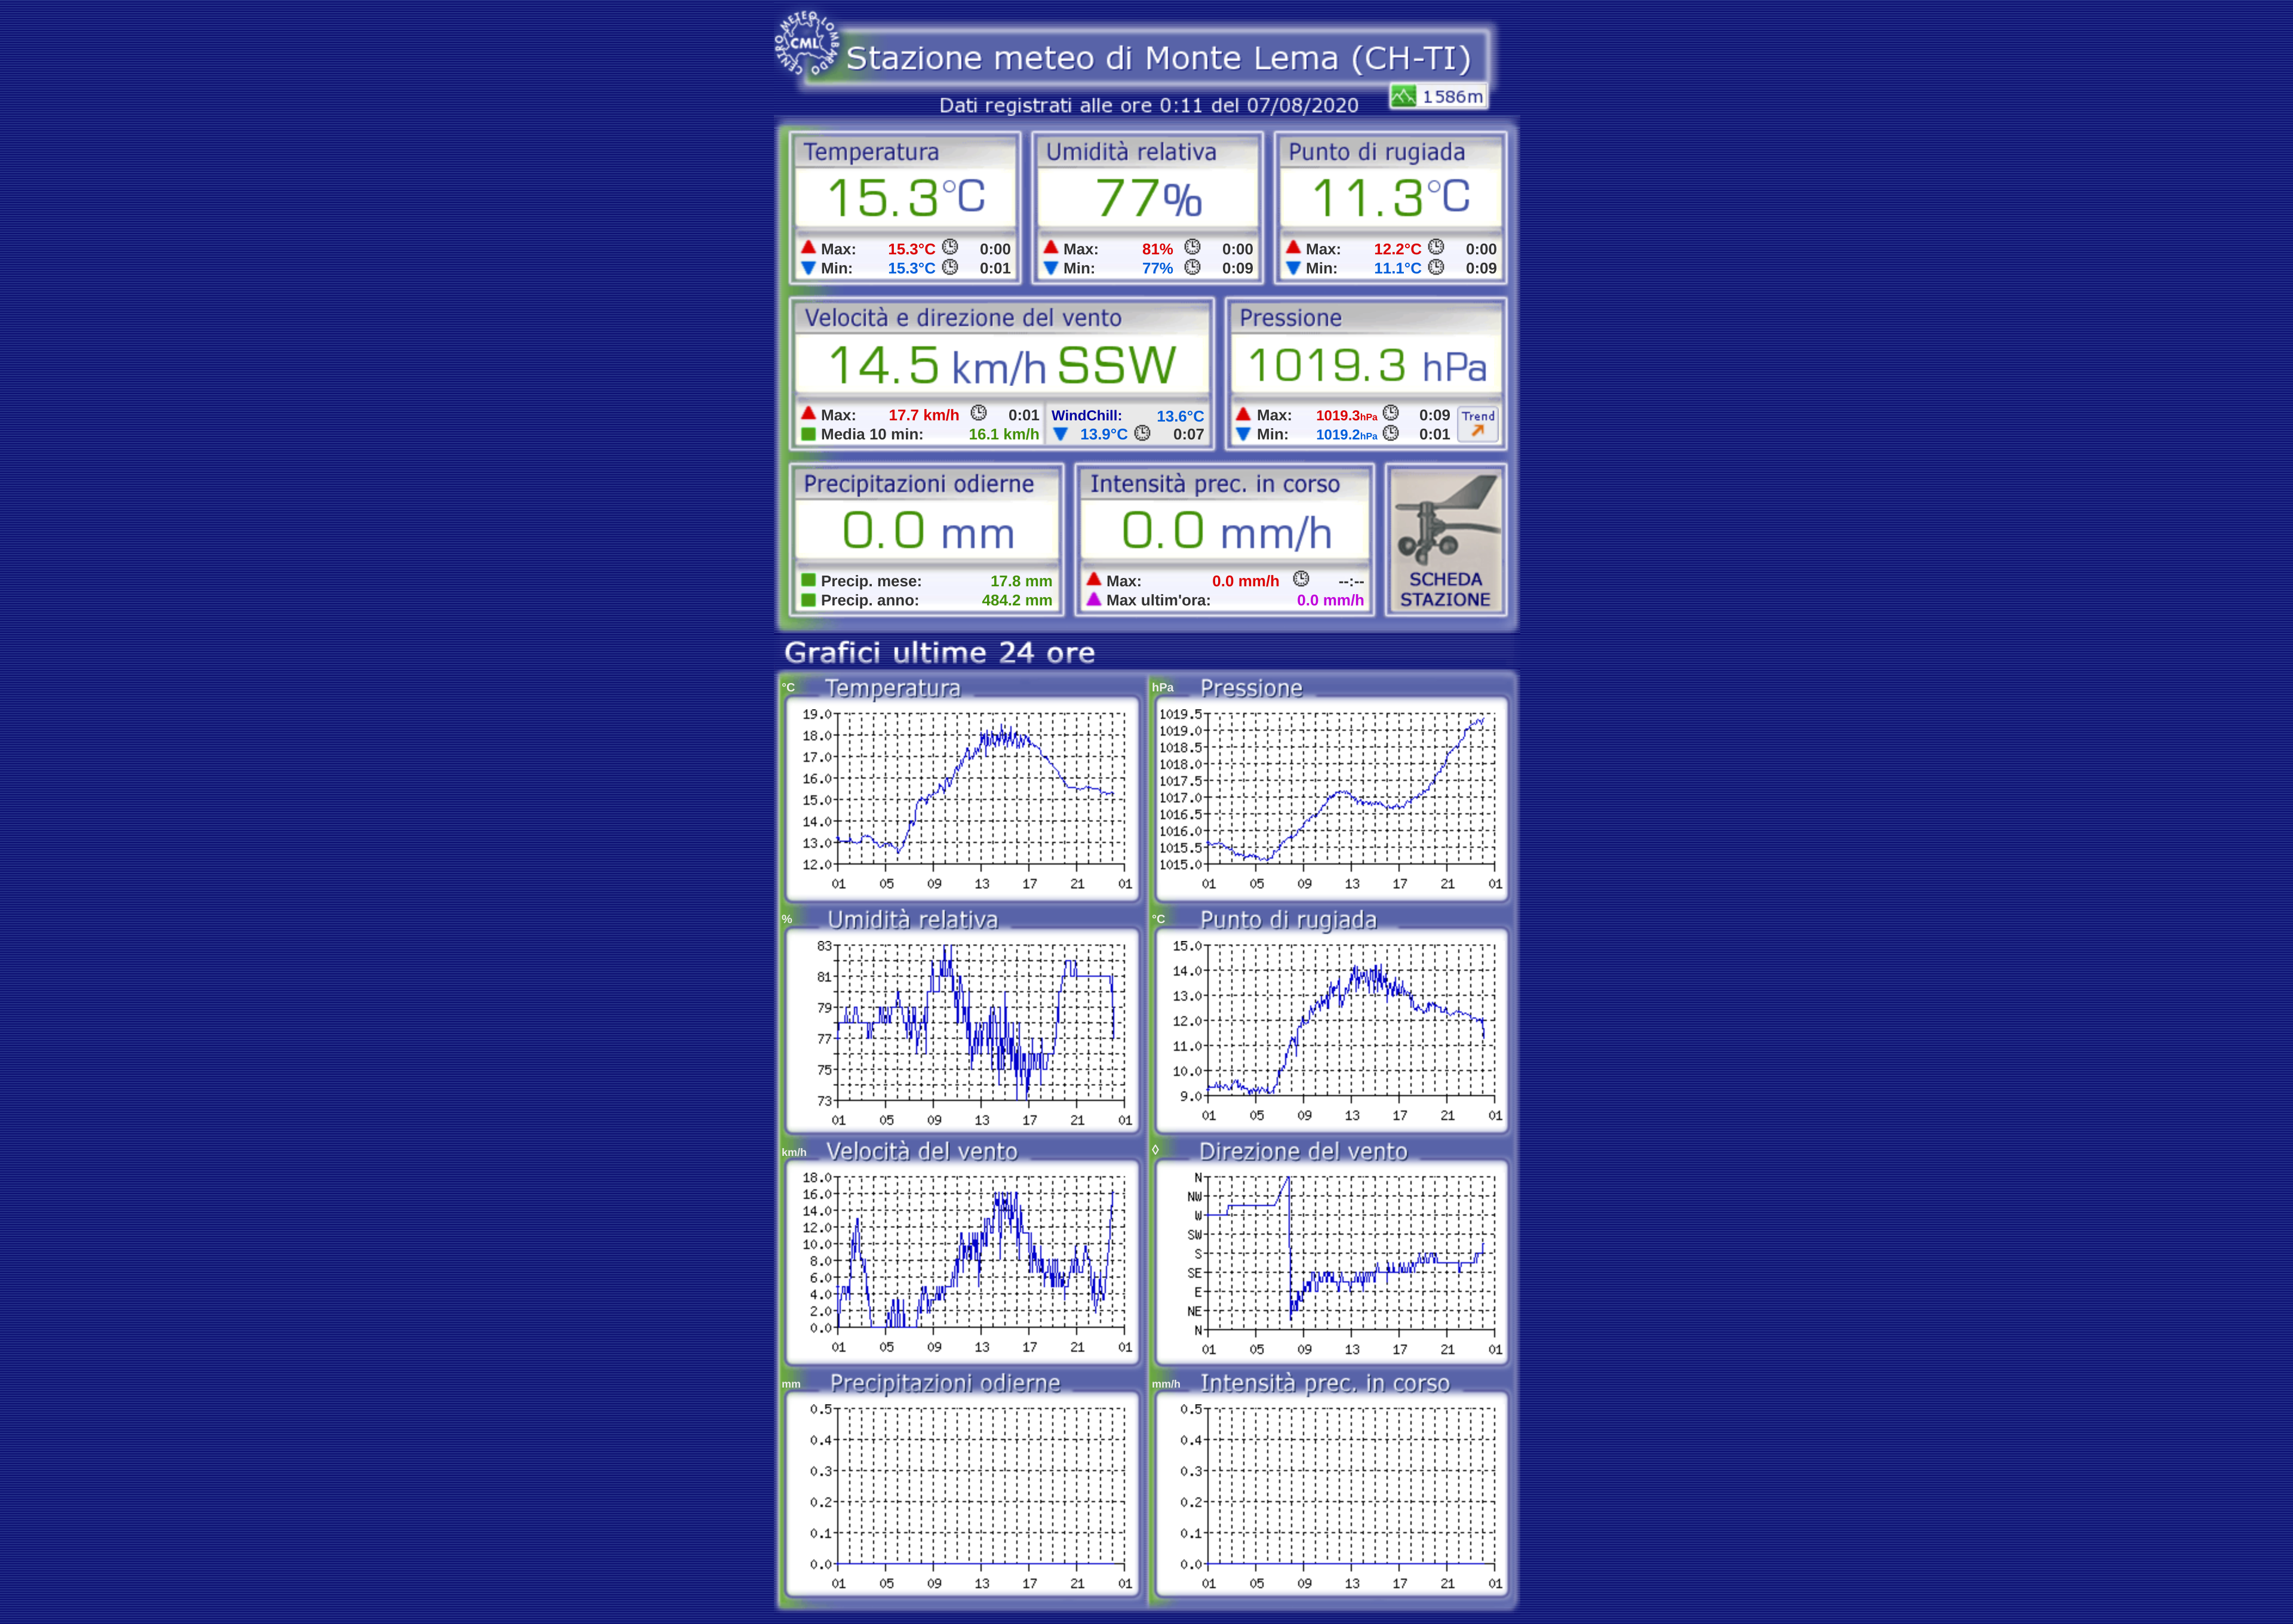 CENTRO METEO LOMBARDO
CML
Stazione meteo di Monte Lema (CH-TI)
1586m
Dati registrati alle ore 0:11 del 07/08/2020
Temperatura
15.3°C
Max: 15.3°C 0:00
Min: 15.3°C 0:01
Umidità relativa
77%
Max: 81% 0:00
Min: 77% 0:09
Punto di rugiada
11.3°C
Max: 12.2°C 0:00
Min: 11.1°C 0:09
Velocità e direzione del vento
14.5 km/h SSW
Max: 17.7 km/h 0:01
Media 10 min: 16.1 km/h
WindChill: 13.6°C
13.9°C 0:07
Pressione
1019.3 hPa
Max: 1019.3hPa 0:09
Min: 1019.2hPa 0:01
Trend
Precipitazioni odierne
0.0 mm
Precip. mese: 17.8 mm
Precip. anno: 484.2 mm
Intensità prec. in corso
0.0 mm/h
Max: 0.0 mm/h --:--
Max ultim'ora: 0.0 mm/h
SCHEDA
STAZIONE
Grafici ultime 24 ore
°C Temperatura
19.0
18.0
17.0
16.0
15.0
14.0
13.0
12.0
01 05 09 13 17 21 01
hPa Pressione
1019.5
1019.0
1018.5
1018.0
1017.5
1017.0
1016.5
1016.0
1015.5
1015.0
01 05 09 13 17 21 01
% Umidità relativa
83
81
79
77
75
73
01 05 09 13 17 21 01
°C Punto di rugiada
15.0
14.0
13.0
12.0
11.0
10.0
9.0
01 05 09 13 17 21 01
km/h Velocità del vento
18.0
16.0
14.0
12.0
10.0
8.0
6.0
4.0
2.0
0.0
01 05 09 13 17 21 01
◊ Direzione del vento
N
NW
W
SW
S
SE
E
NE
N
01 05 09 13 17 21 01
mm Precipitazioni odierne
0.5
0.4
0.3
0.2
0.1
0.0
01 05 09 13 17 21 01
mm/h Intensità prec. in corso
0.5
0.4
0.3
0.2
0.1
0.0
01 05 09 13 17 21 01